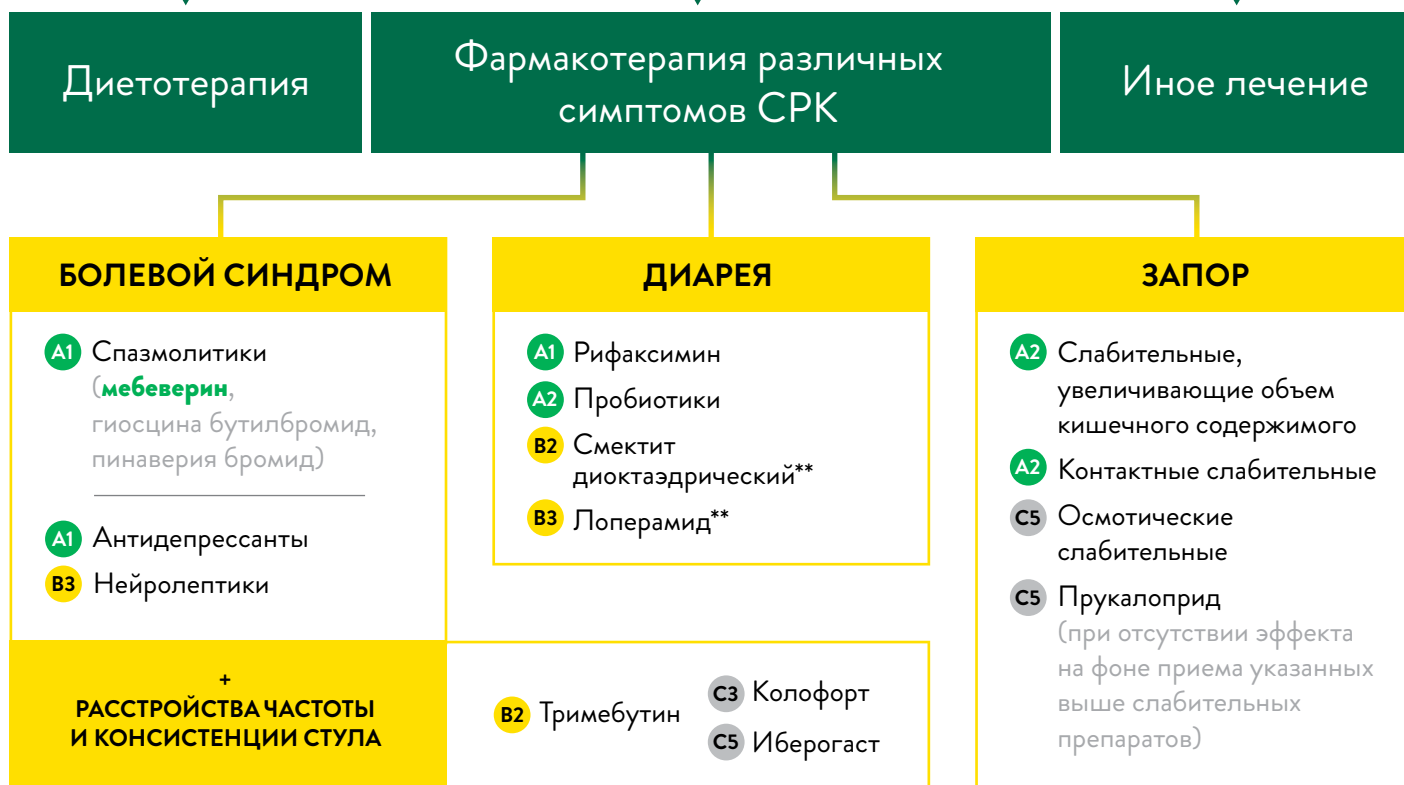 Диетотерапия
Фармакотерапия различных
симптомов СРК
Иное лечение
БОЛЕВОЙ СИНДРОМ
A1 Спазмолитики
(мебеверин,
гиосцина бутилбромид,
пинаверия бромид)
A1 Антидепрессанты
B3 Нейролептики
+
РАССТРОЙСТВА ЧАСТОТЫ
И КОНСИСТЕНЦИИ СТУЛА
ДИАРЕЯ
A1 Рифаксимин
A2 Пробиотики
B2 Смектит
диоктаэдрический**
B3 Лоперамид**
B2 Тримебутин
C3 Колофорт
C5 Иберогаст
ЗАПОР
A2 Слабительные,
увеличивающие объем
кишечного содержимого
A2 Контактные слабительные
C5 Осмотические
слабительные
C5 Прукалоприд
(при отсутствии эффекта
на фоне приема указанных
выше слабительных
препаратов)